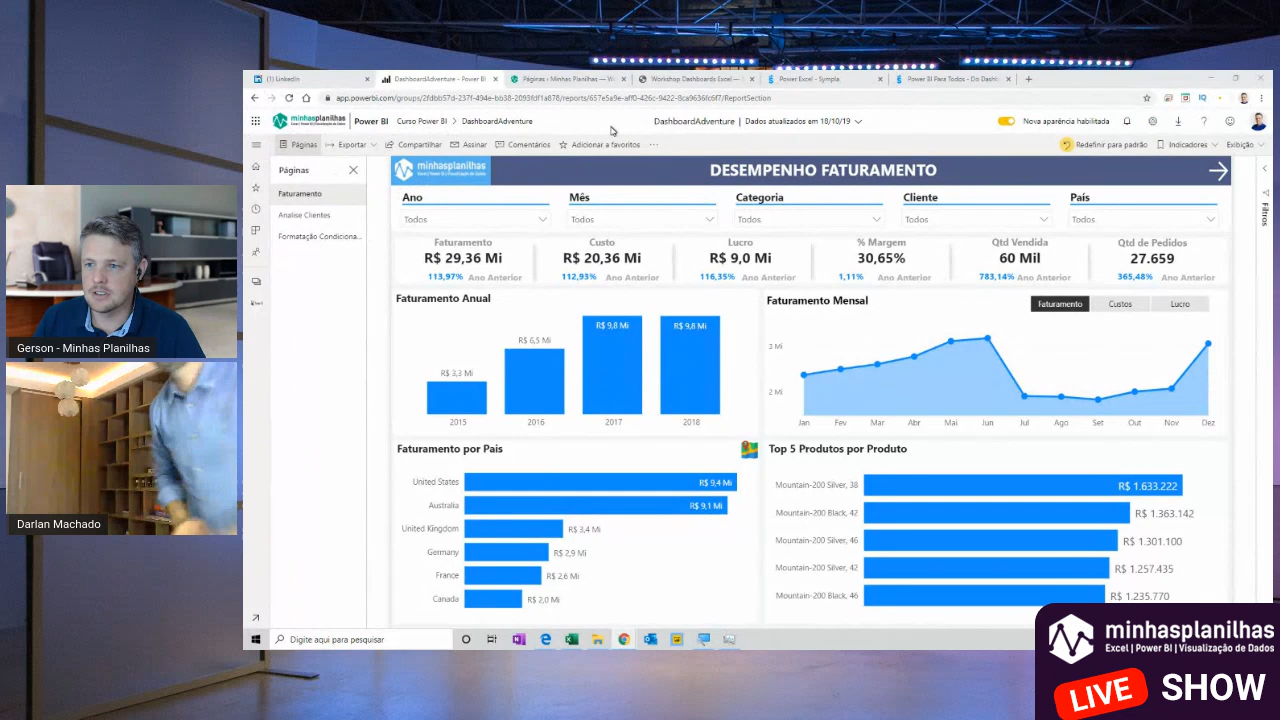 (1) LinkedIn
DashboardAdventure - Power BI
Páginas ‹ Minhas Planilhas — W
Workshop Dashboards Excel —
Power Excel - Sympla
Power BI Para Todos - Do Dash
app.powerbi.com/groups/2fdbb57d-237f-494e-bb38-2093fdf1a878/reports/657e5a9e-aff0-426c-9422-8ca9636fc6f7/ReportSection
minhasplanilhas
Power BI
Curso Power BI > DashboardAdventure
DashboardAdventure | Dados atualizados em 18/10/19
Nova aparência habilitada
Páginas
Exportar
Compartilhar
Assinar
Comentários
Adicionar a favoritos
Redefinir para padrão
Indicadores
Exibição
Páginas
Faturamento
Analise Clientes
Formatação Condiciona...
Filtros
minhasplanilhas
Excel | Power BI | Visualização de Dados
DESEMPENHO FATURAMENTO
Ano Mês Categoria Cliente País
Todos Todos Todos Todos Todos
Faturamento Custo Lucro % Margem Qtd Vendida Qtd de Pedidos
R$ 29,36 Mi R$ 20,36 Mi R$ 9,0 Mi 30,65% 60 Mil 27.659
113,97% Ano Anterior 112,93% Ano Anterior 116,35% Ano Anterior 1,11% Ano Anterior 783,14% Ano Anterior 365,48% Ano Anterior
Faturamento Anual
R$ 3,3 Mi R$ 6,5 Mi R$ 9,8 Mi R$ 9,8 Mi
2015 2016 2017 2018
Faturamento Mensal
Faturamento Custos Lucro
3 Mi
2 Mi
Jan Fev Mar Abr Mai Jun Jul Ago Set Out Nov Dez
Faturamento por Pais
United States R$ 9,4 Mi
Australia R$ 9,1 Mi
United Kingdom R$ 3,4 Mi
Germany R$ 2,9 Mi
France R$ 2,6 Mi
Canada R$ 2,0 Mi
Top 5 Produtos por Produto
Mountain-200 Silver, 38 R$ 1.633.222
Mountain-200 Black, 42 R$ 1.363.142
Mountain-200 Silver, 46 R$ 1.301.100
Mountain-200 Silver, 42 R$ 1.257.435
Mountain-200 Black, 46 R$ 1.235.770
Digite aqui para pesquisar
Gerson - Minhas Planilhas
Darlan Machado
minhasplanilhas
Excel | Power BI | Visualização de Dados
LIVE SHOW